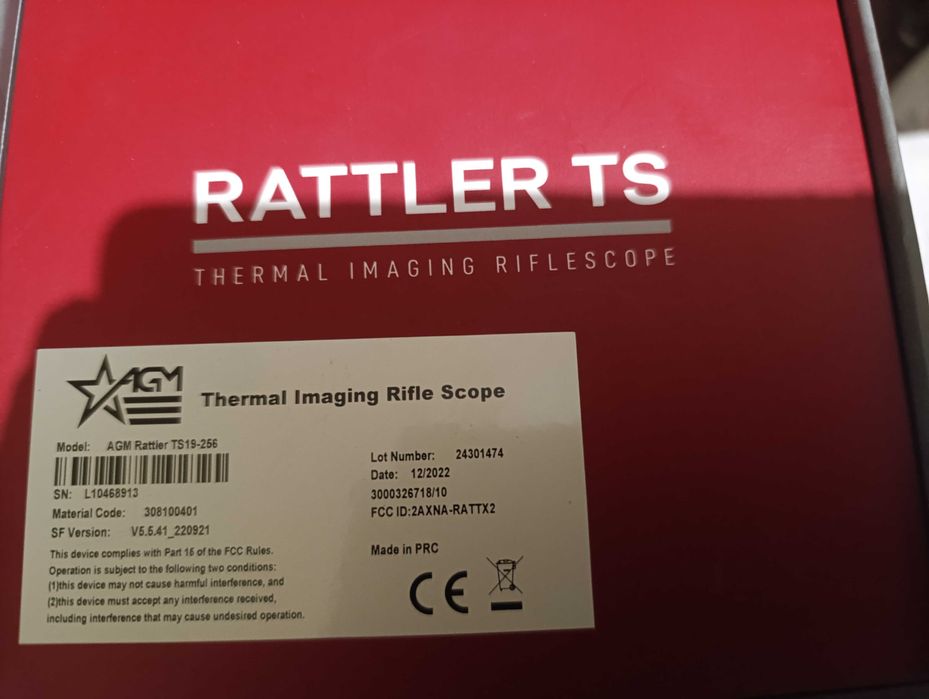 RATTLER TS
THERMAL IMAGING RIFLESCOPE
AGM
Thermal Imaging Rifle Scope
Model: AGM Rattler TS19-256
SN: L10468913
Material Code: 308100401
SF Version: V5.5.41_220921
This device complies with Part 15 of the FCC Rules.
Operation is subject to the following two conditions:
(1)this device may not cause harmful interference, and
(2)this device must accept any interference received,
including interference that may cause undesired operation.
Lot Number: 24301474
Date: 12/2022
3000326718/10
FCC ID:2AXNA-RATTX2
Made in PRC
CE